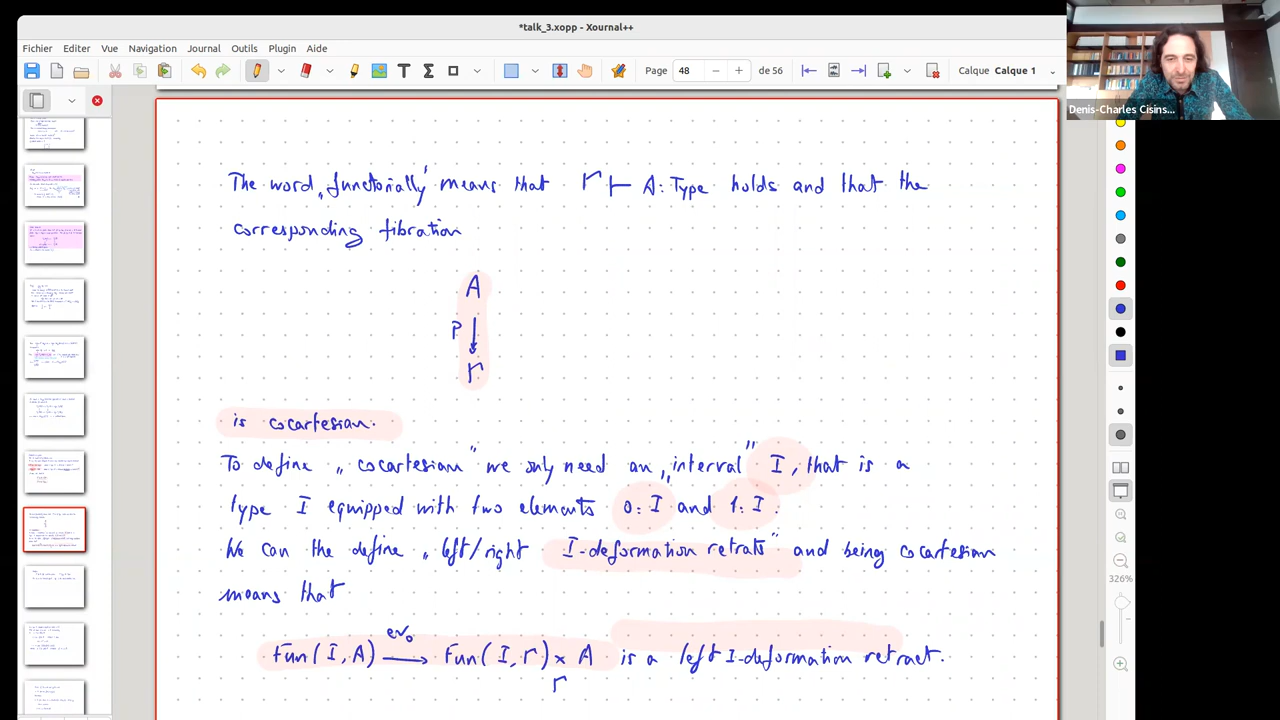 *talk_3.xopp - Xournal++
Fichier Editer Vue Navigation Journal Outils Plugin Aide
Page 48 de 56 Calque Calque 1
Denis-Charles Cisins...
The word „functorially" means that Γ ⊢ A: Type holds and that the
corresponding fibration
A
P
Γ
is cocartesian.
To define „cocartesian" we only need an „interval" I, that is a
type I equipped with two elements 0: I and 1: I.
We can the define „left/right I-deformation retrats" and being cocartesian
means that
Fun(I, A) ev₀ ⟶ Fun(I, Γ) × A is a left I-deformation retract.
Γ
326%